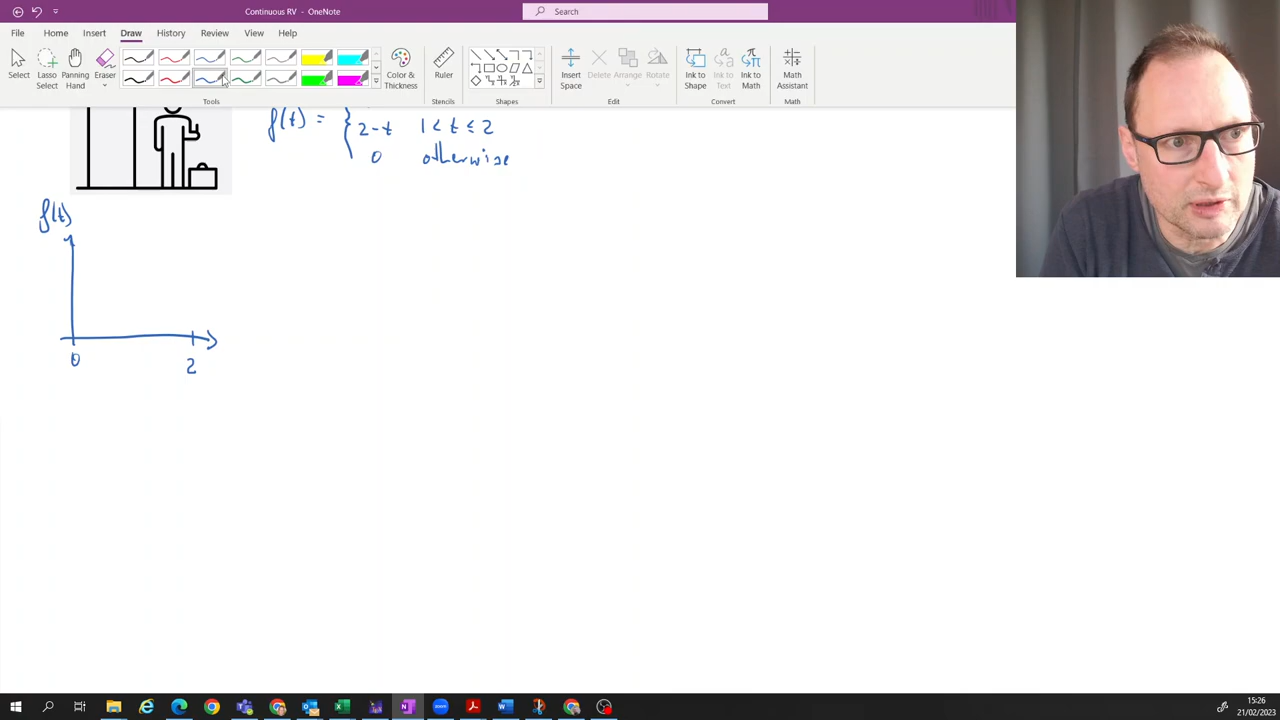 Continuous RV - OneNote
Search
File Home Insert Draw History Review View Help
Select
Lasso Select
Panning Hand
Eraser
Color & Thickness
Ruler
Insert Space
Delete
Arrange
Rotate
Ink to Shape
Ink to Text
Ink to Math
Math Assistant
Tools
Stencils
Shapes
Edit
Convert
Math
f(t) = {
2-t 1 < t ≤ 2
0 otherwise
f(t)
0 2
15:26
21/02/2023